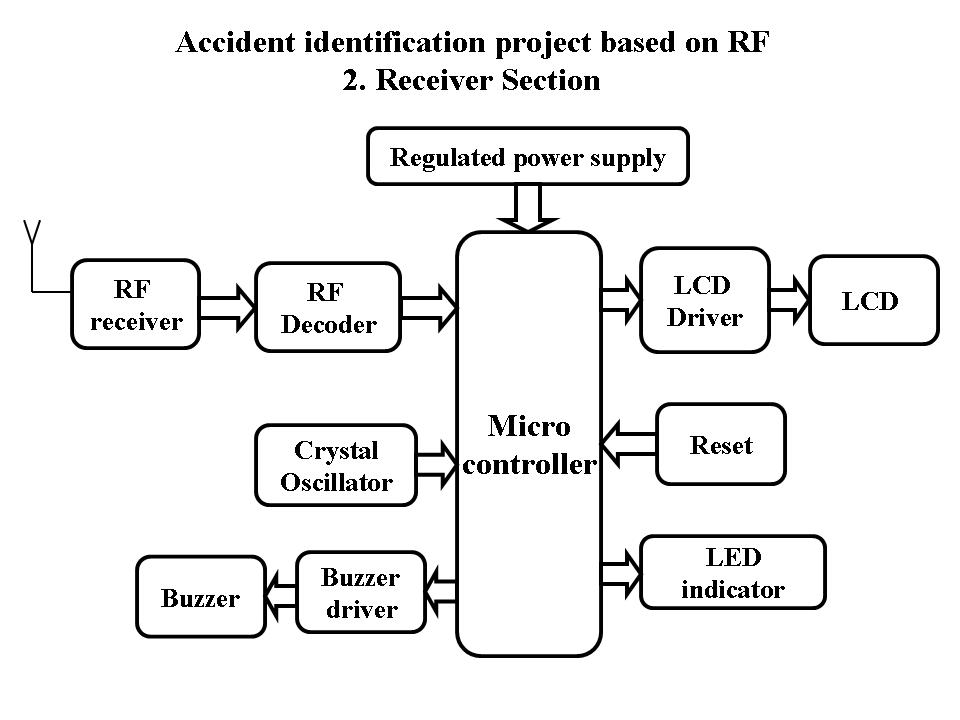 Accident identification project based on RF
2. Receiver Section
Regulated power supply
RF
receiver
RF
Decoder
LCD
Driver
LCD
Micro
controller
Crystal
Oscillator
Reset
Buzzer
Buzzer
driver
LED
indicator